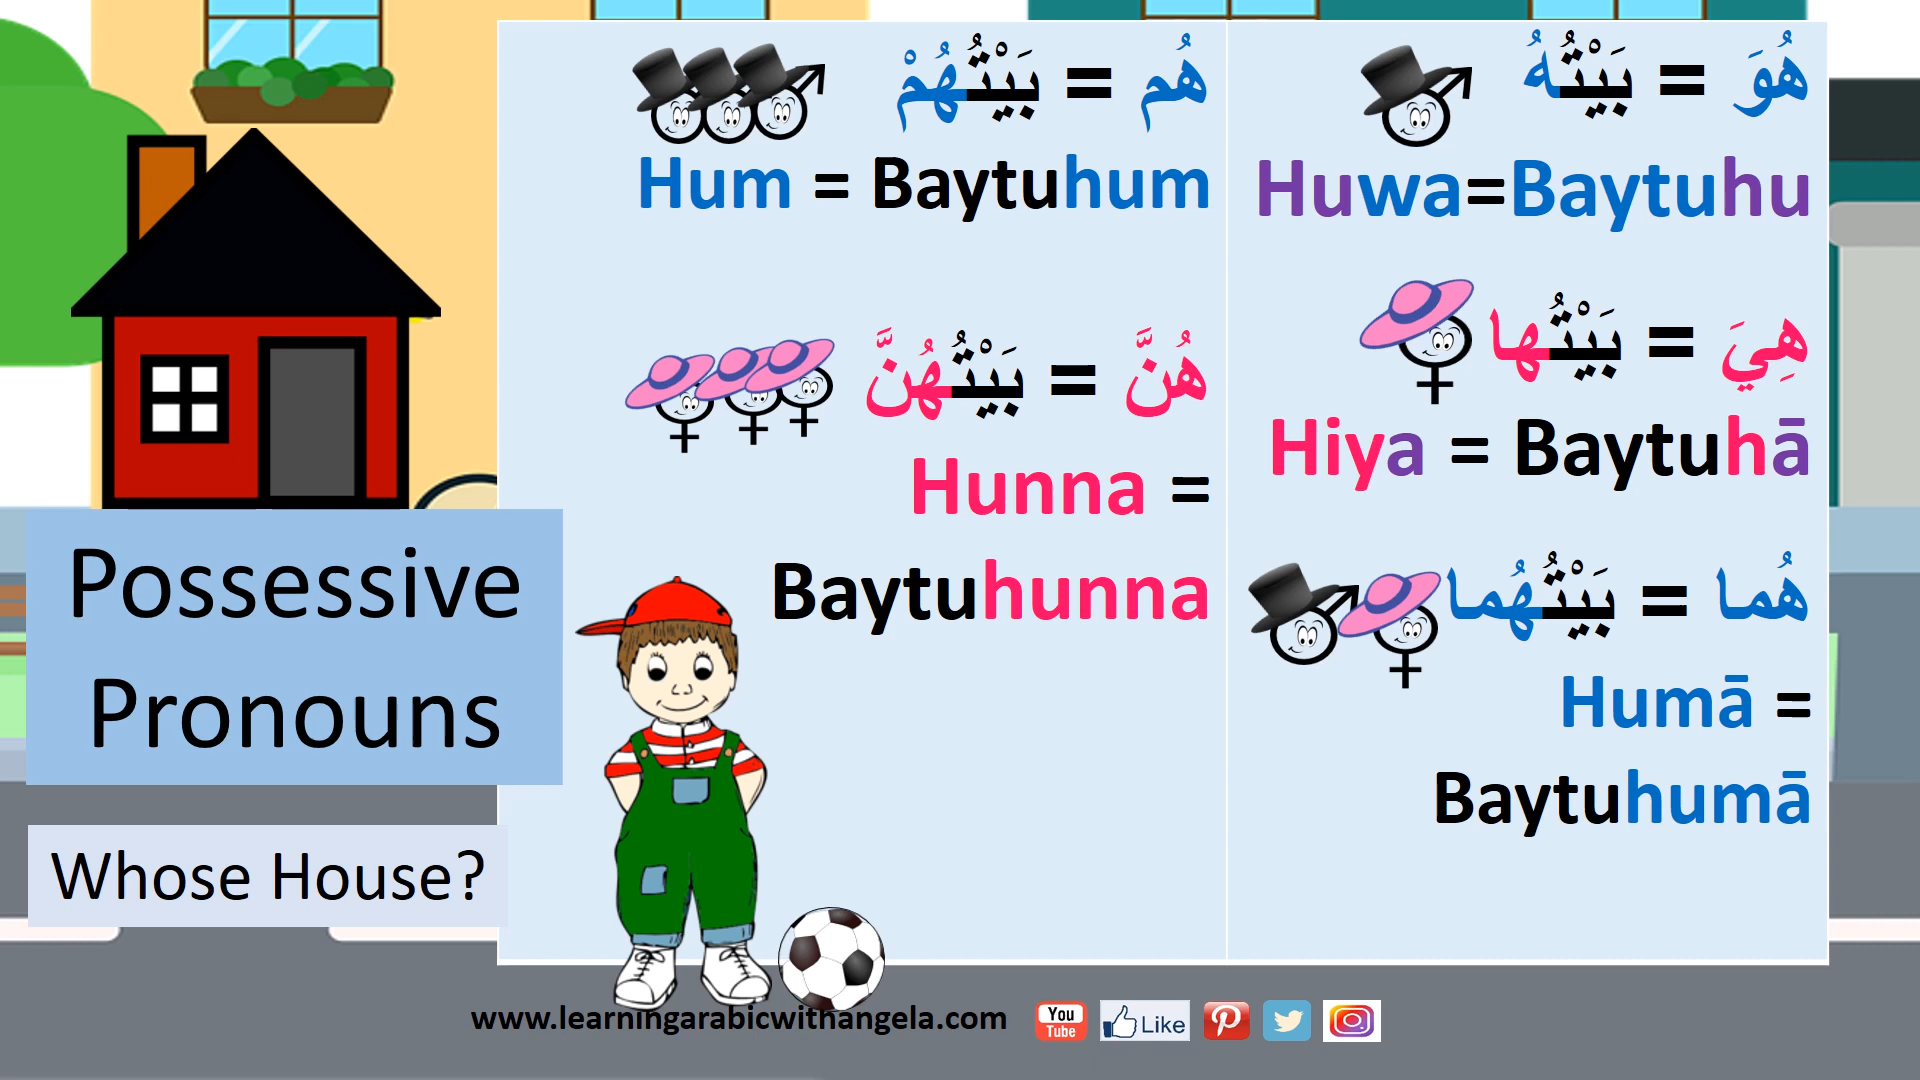 هُوَ = بَيْتُهُ
Huwa=Baytuhu
هِيَ = بَيْتُها
Hiya = Baytuhā
هُما = بَيْتُهُما
Humā =
Baytuhumā
هُم = بَيْتُهُمْ
Hum = Baytuhum
هُنَّ = بَيْتُهُنَّ
Hunna =
Baytuhunna
Possessive
Pronouns
Whose House?
www.learningarabicwithangela.com
You
Tube
Like